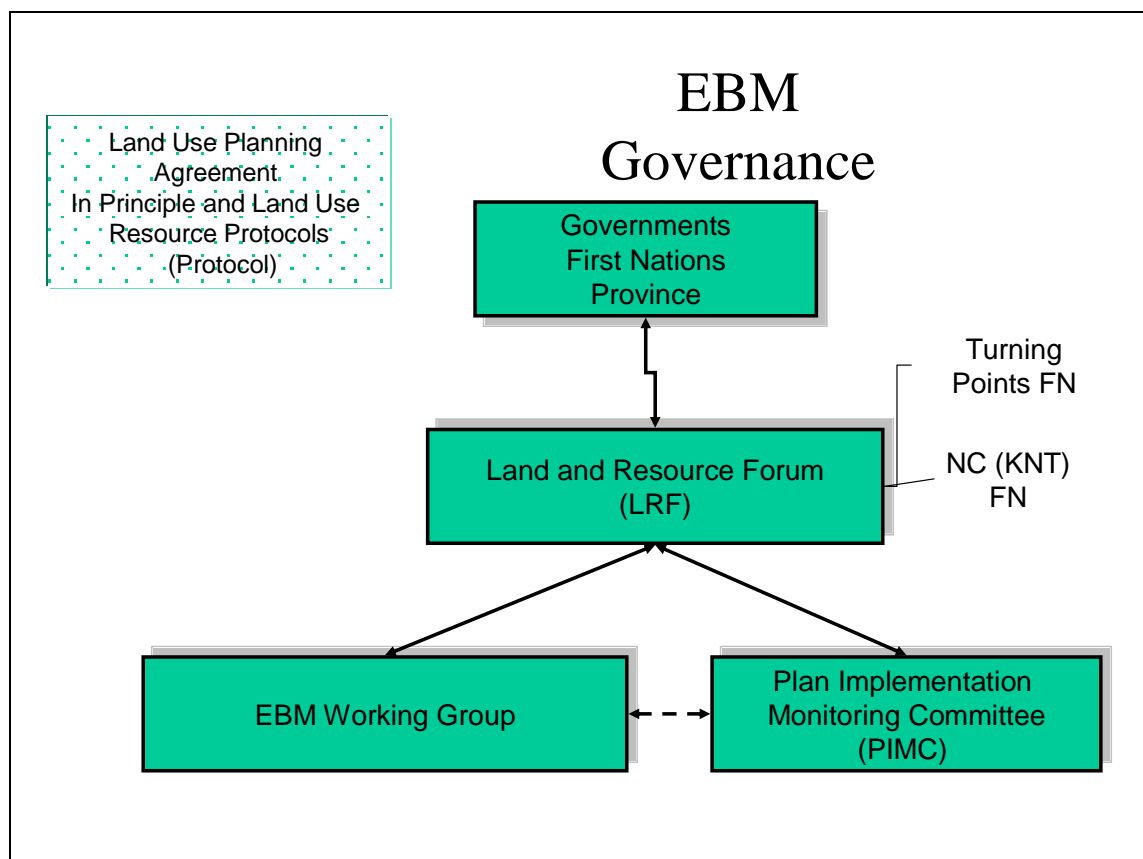 EBM
Governance
Land Use Planning
Agreement
In Principle and Land Use
Resource Protocols
(Protocol)
Governments
First Nations
Province
Turning
Points FN
Land and Resource Forum
(LRF)
NC (KNT)
FN
EBM Working Group
Plan Implementation
Monitoring Committee
(PIMC)